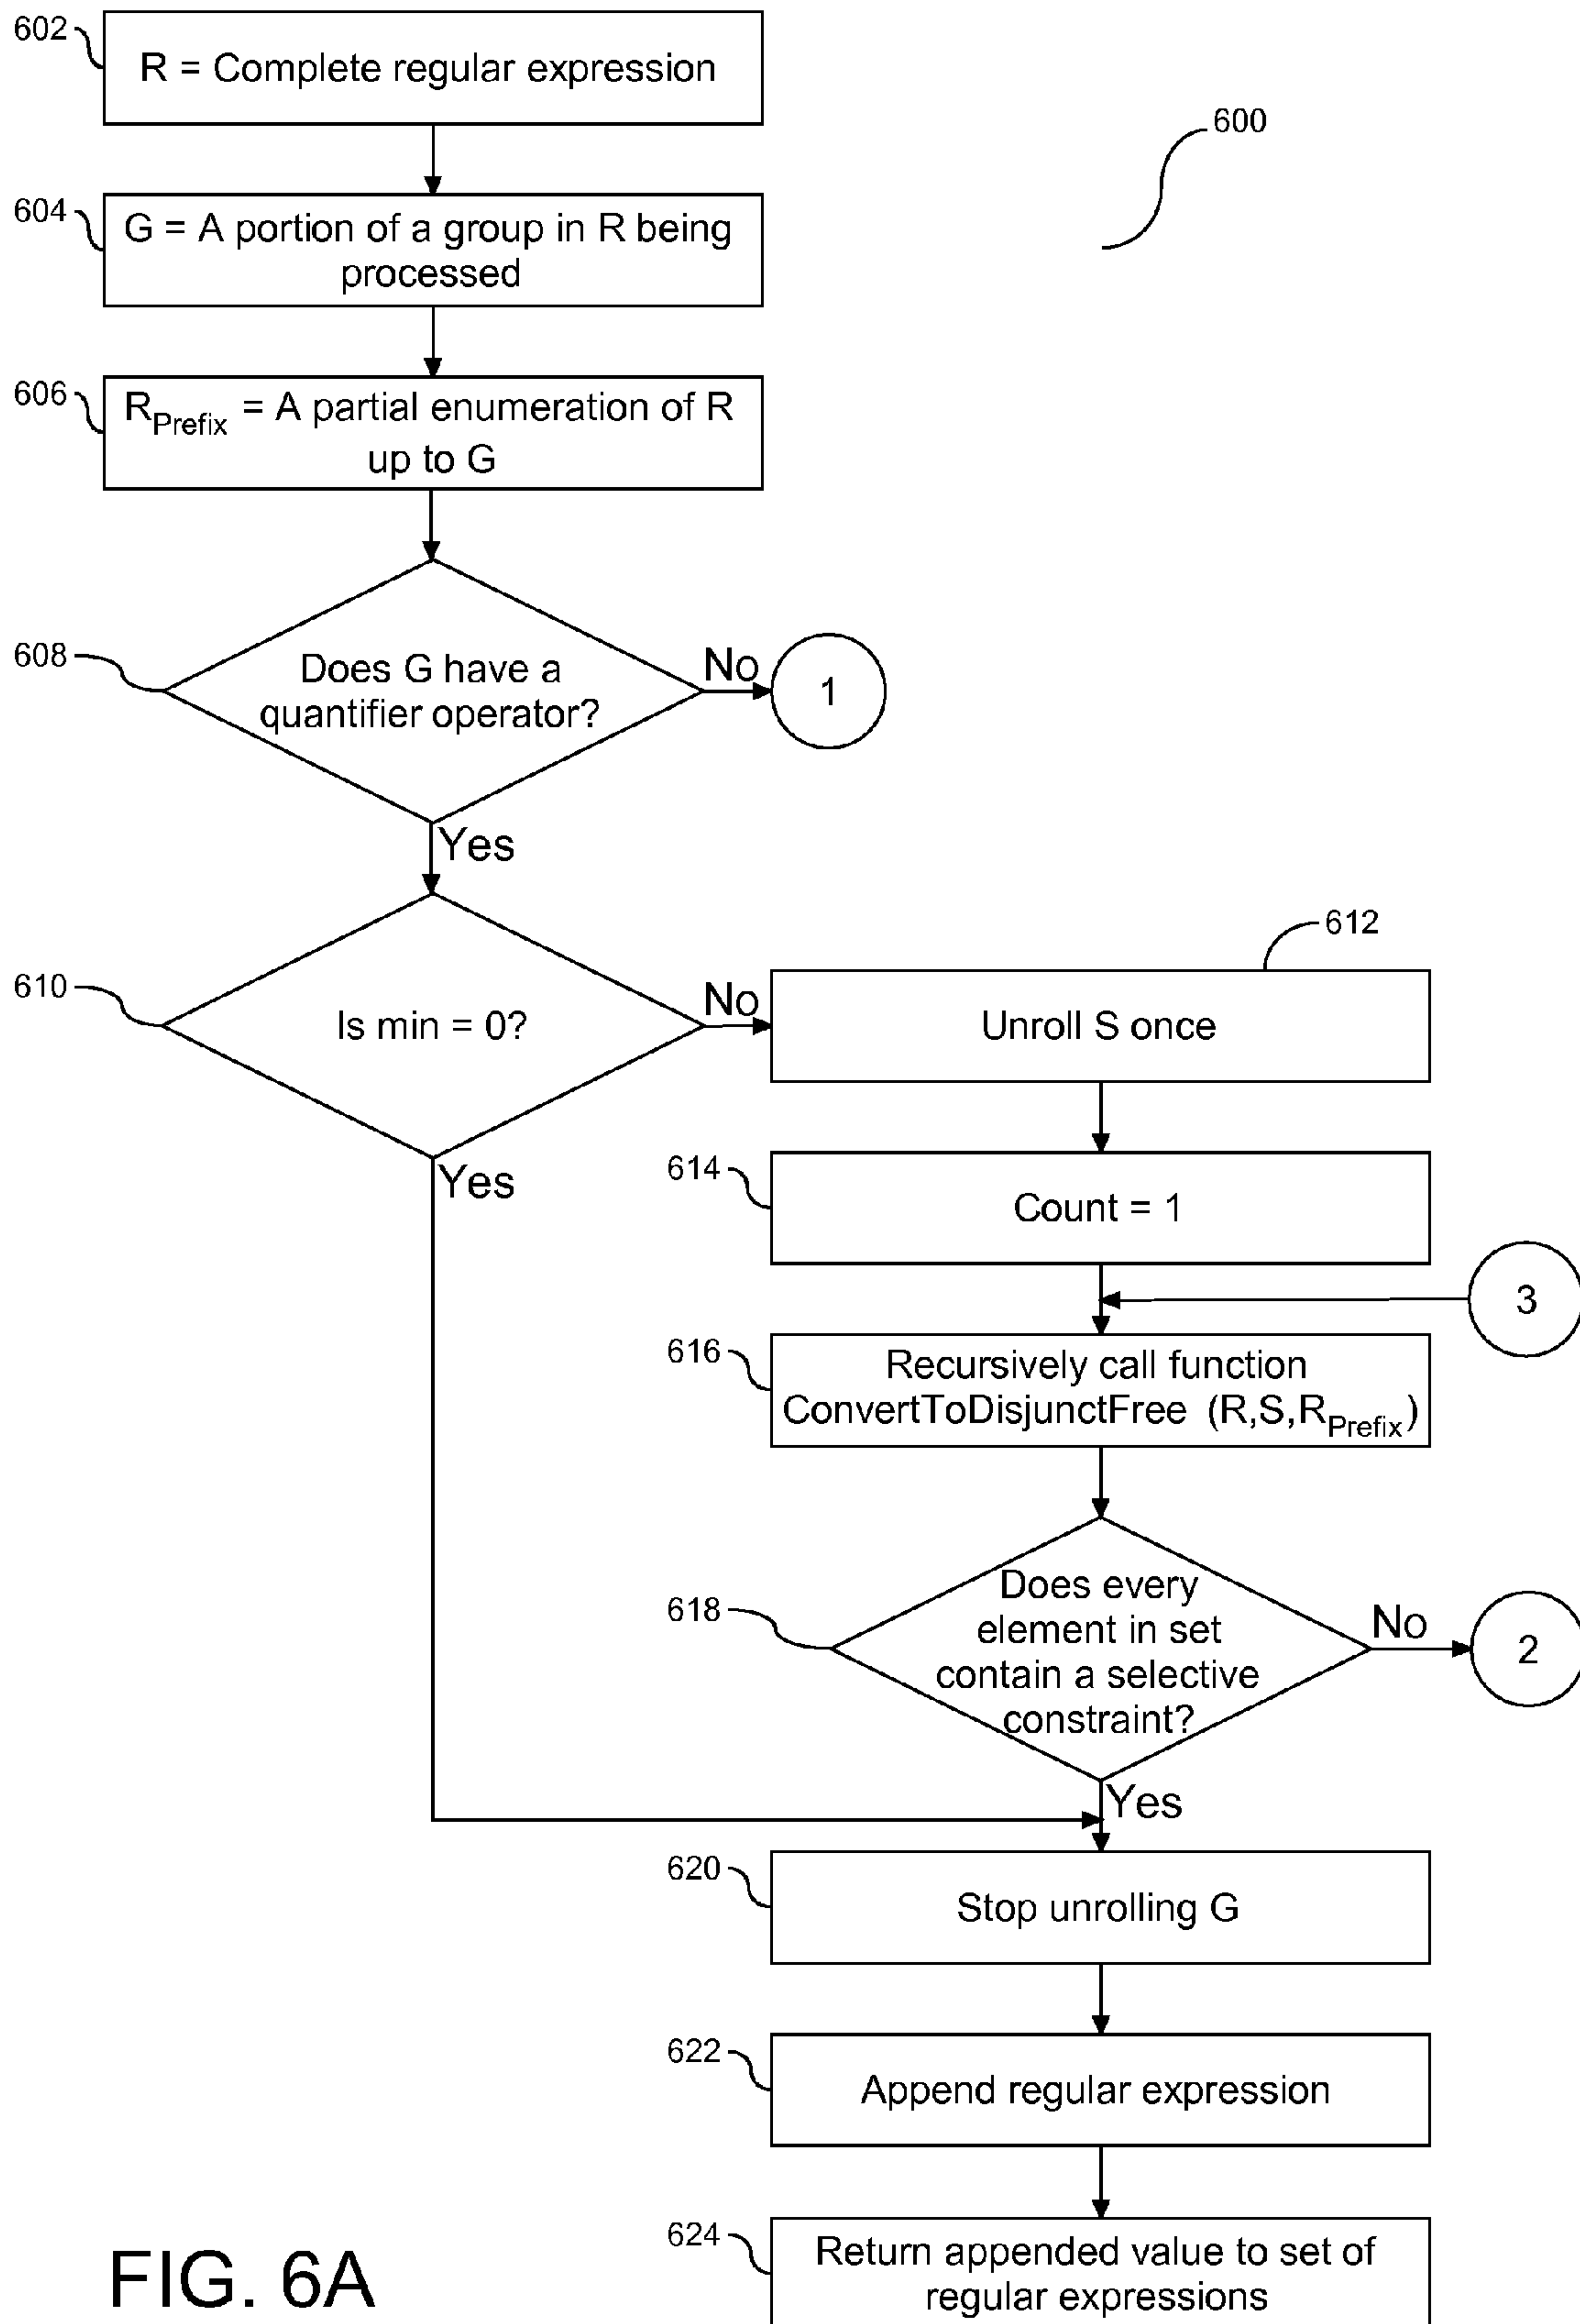 602
R = Complete regular expression
600
604
G = A portion of a group in R being
processed
606
RPrefix = A partial enumeration of R
up to G
608
Does G have a
quantifier operator?
No
1
Yes
612
610
Is min = 0?
No
Unroll S once
Yes
614
Count = 1
3
616
Recursively call function
ConvertToDisjunctFree (R,S,RPrefix)
618
Does every
element in set
contain a selective
constraint?
No
2
Yes
620
Stop unrolling G
622
Append regular expression
624
Return appended value to set of
regular expressions
FIG. 6A